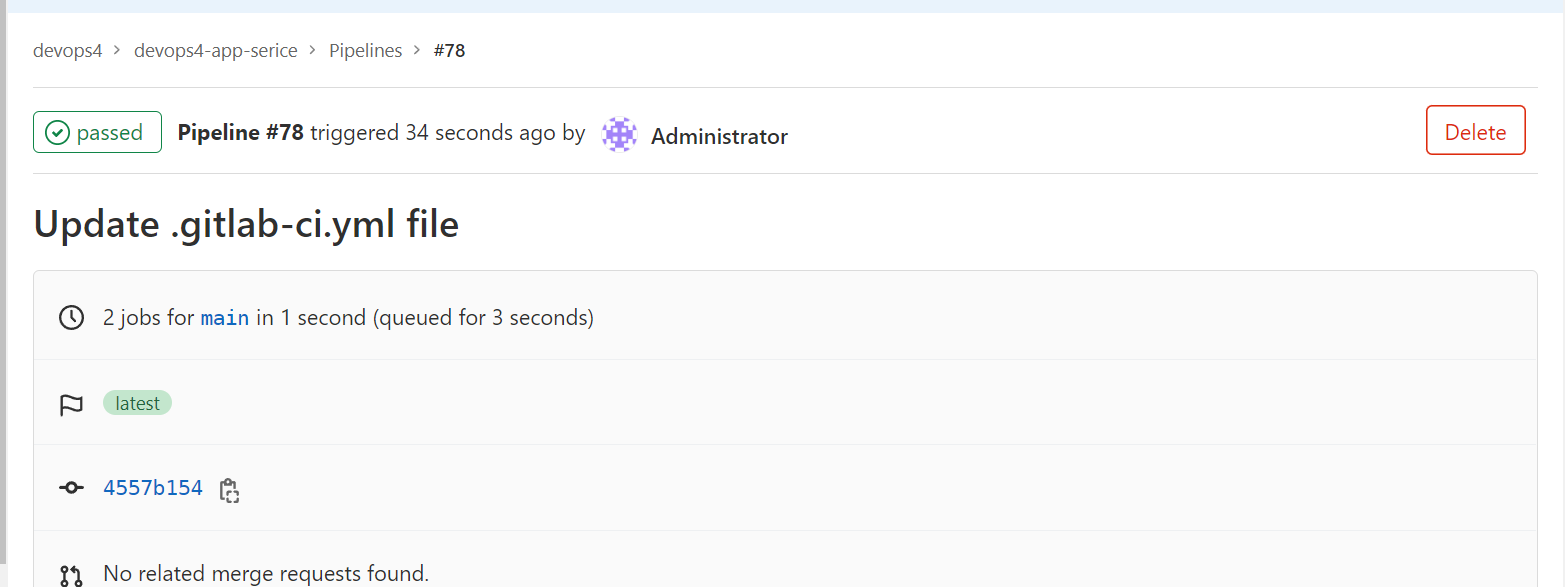 devops4 > devops4-app-serice > Pipelines > #78
passed Pipeline #78 triggered 34 seconds ago by Administrator Delete
Update .gitlab-ci.yml file
2 jobs for main in 1 second (queued for 3 seconds)
latest
4557b154
No related merge requests found.